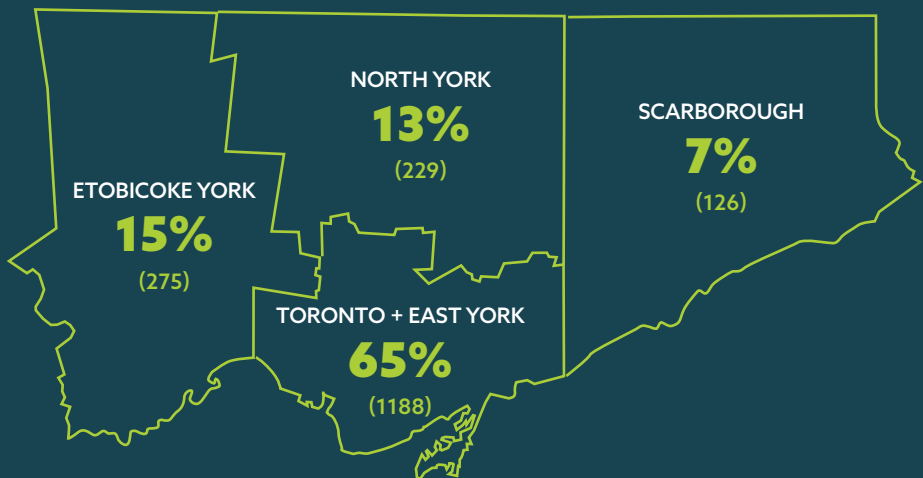 NORTH YORK
13%
(229)
SCARBOROUGH
7%
(126)
ETOBICOKE YORK
15%
(275)
TORONTO + EAST YORK
65%
(1188)